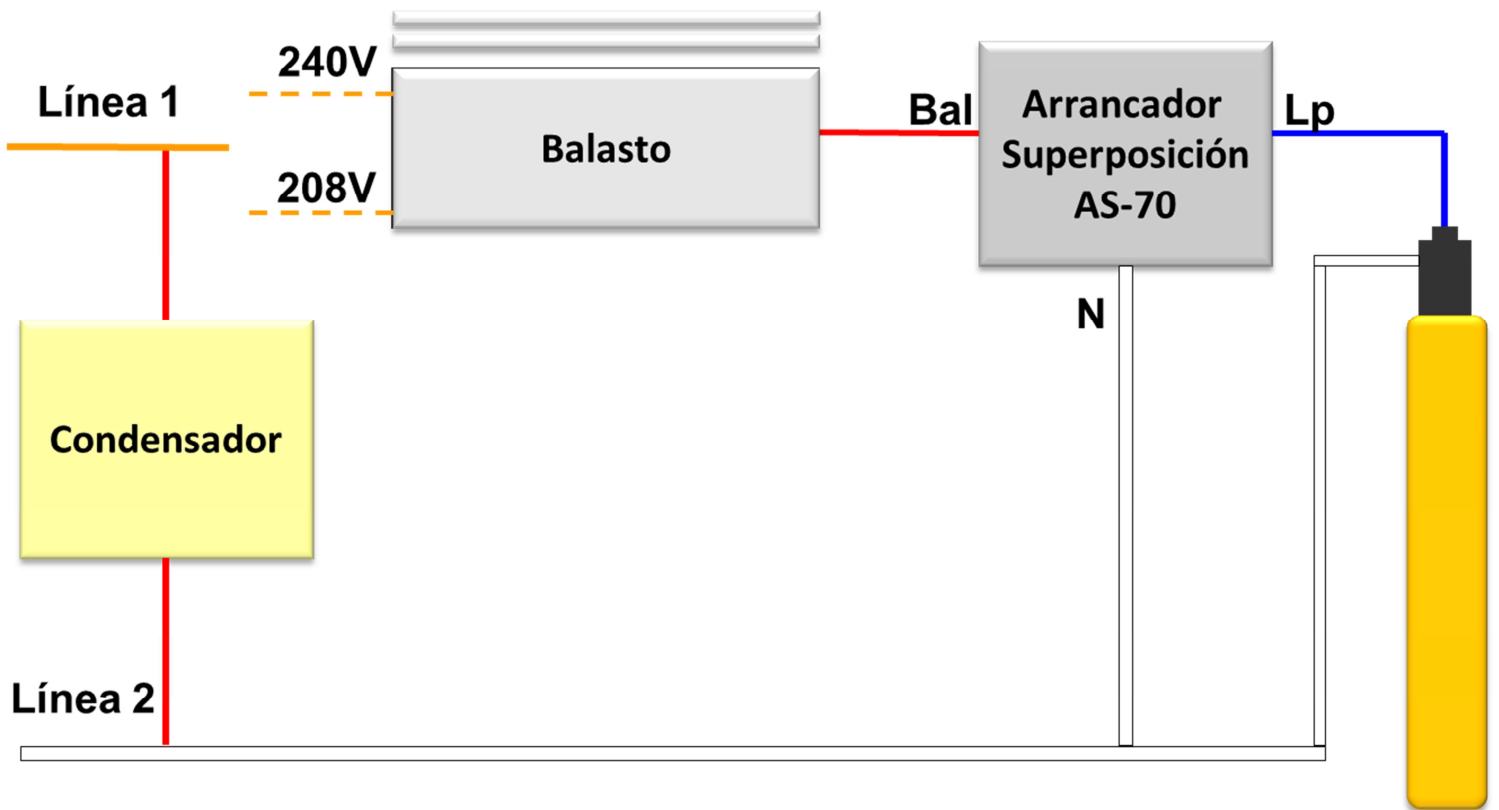 240V
Línea 1
Balasto
208V
Bal
Arrancador
Superposición
AS-70
Lp
N
Condensador
Línea 2